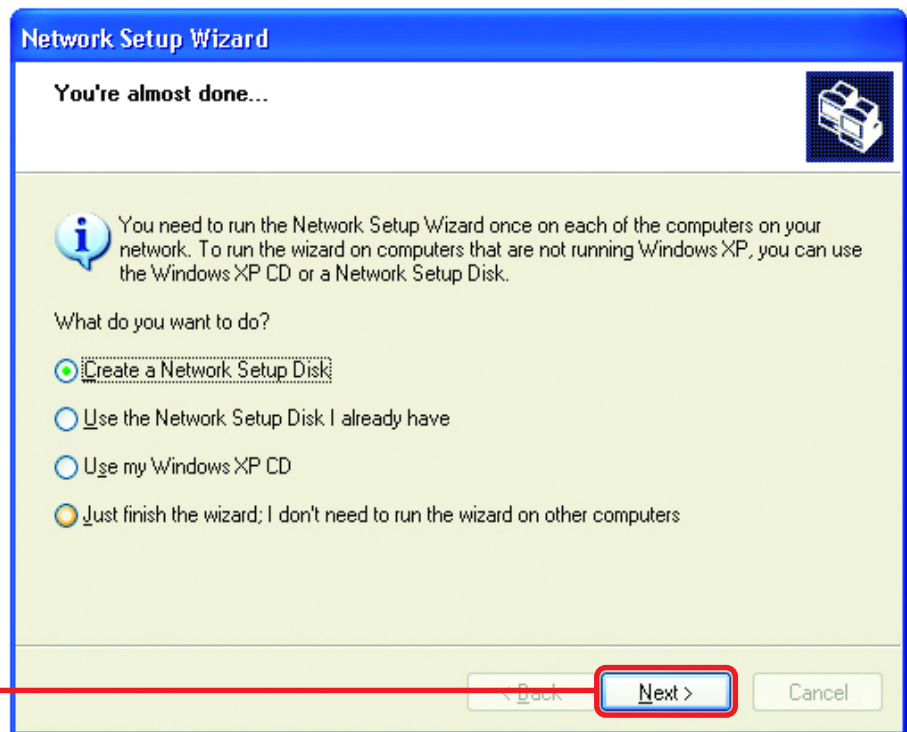 Network Setup Wizard
You're almost done...
You need to run the Network Setup Wizard once on each of the computers on your
network. To run the wizard on computers that are not running Windows XP, you can use
the Windows XP CD or a Network Setup Disk.
What do you want to do?
Create a Network Setup Disk
Use the Network Setup Disk I already have
Use my Windows XP CD
Just finish the wizard; I don't need to run the wizard on other computers
< Back
Next >
Cancel